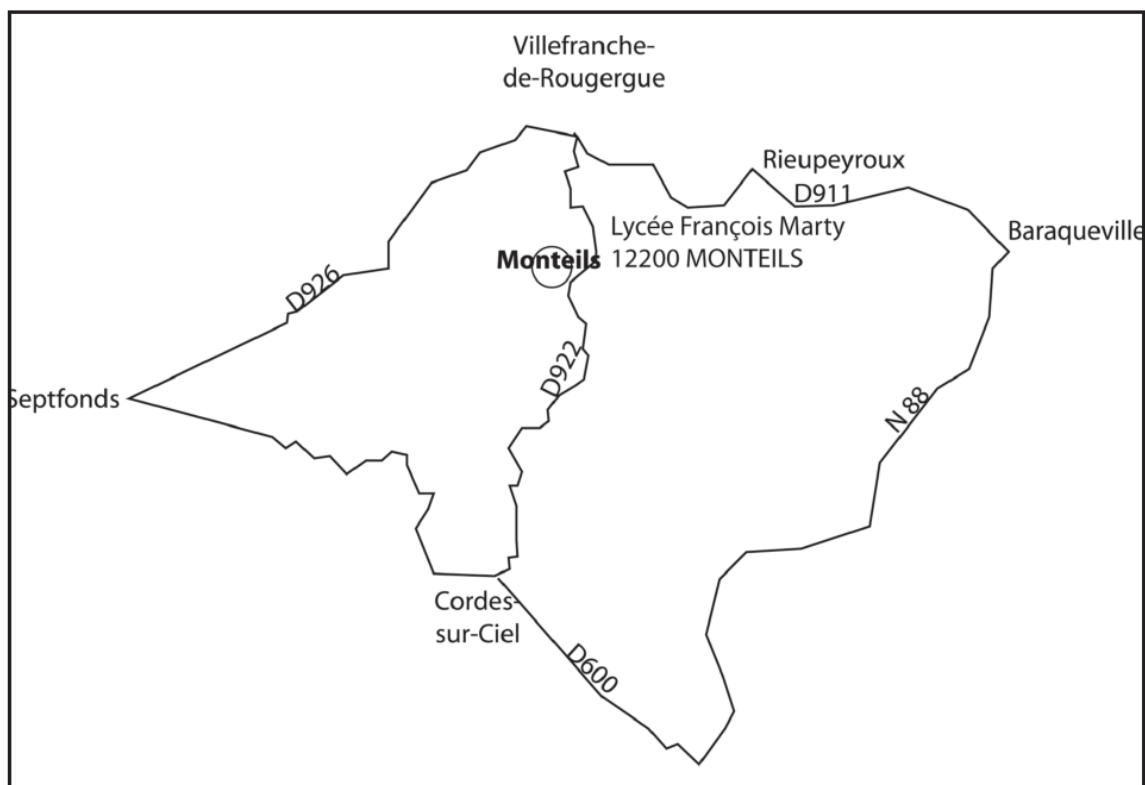 Villefranche-
de-Rougergue
Rieupeyroux
D911
Lycée François Marty
12200 MONTEILS
Baraqueville
Monteils
D926
D922
Septfonds
N 88
Cordes-
sur-Ciel
D600